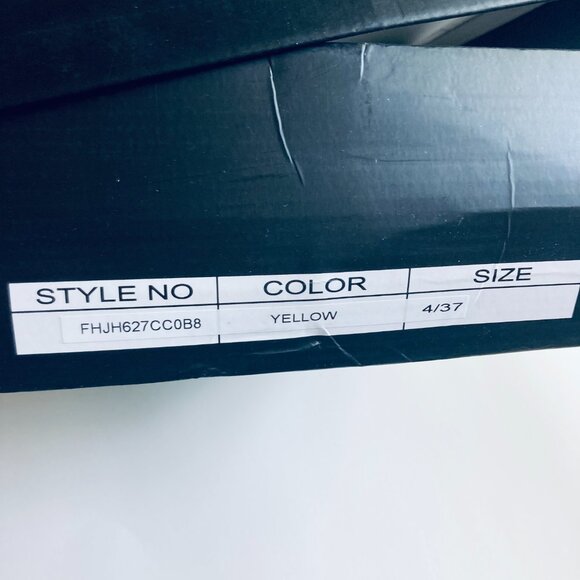 STYLE NO COLOR SIZE
FHJH627CC0B8 YELLOW 4/37